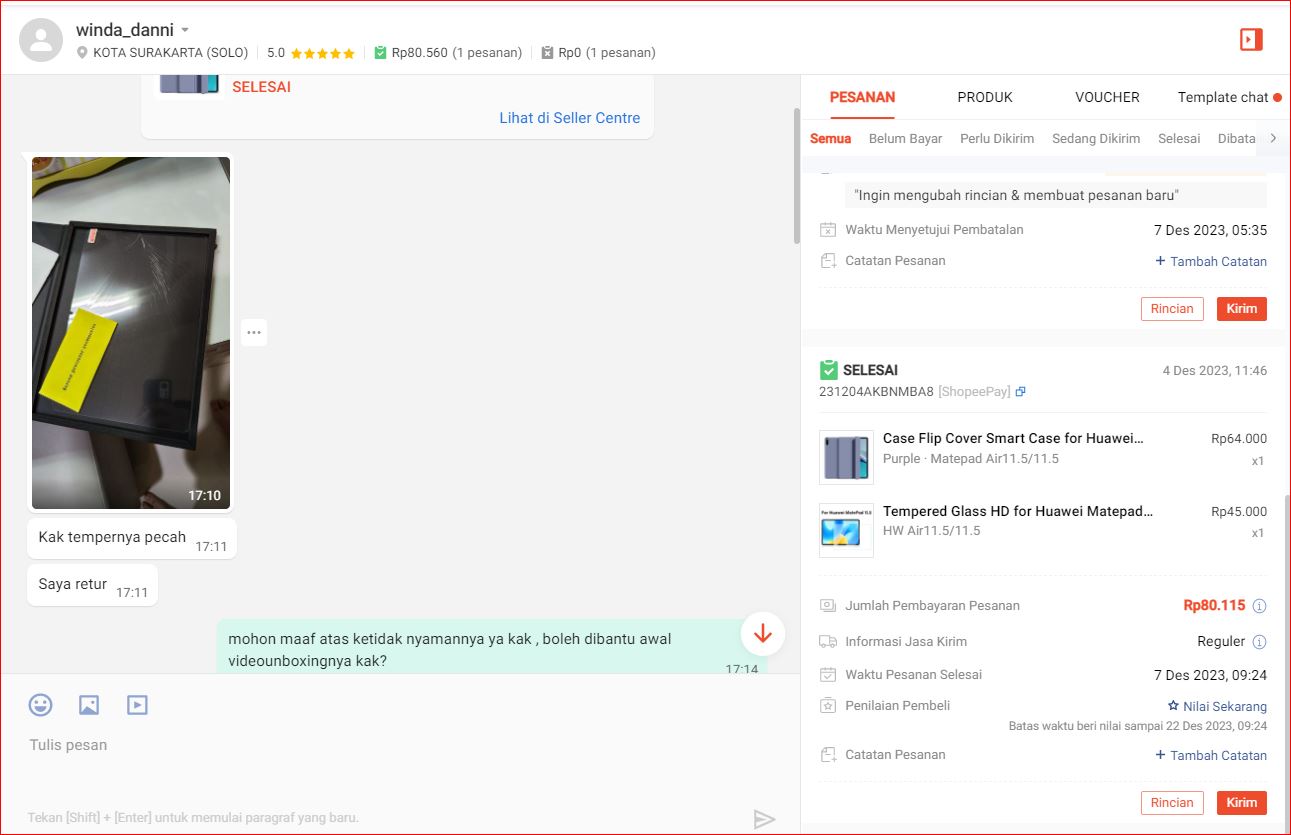 winda_danni
KOTA SURAKARTA (SOLO)
5.0
Rp80.560 (1 pesanan)
Rp0 (1 pesanan)
SELESAI
Lihat di Seller Centre
17:10
Kak tempernya pecah
17:11
Saya retur
17:11
mohon maaf atas ketidak nyamannya ya kak , boleh dibantu awal
videounboxingnya kak?
17:14
Tulis pesan
Tekan [Shift] + [Enter] untuk memulai paragraf yang baru.
PESANAN
PRODUK
VOUCHER
Template chat
Semua
Belum Bayar
Perlu Dikirim
Sedang Dikirim
Selesai
Dibata
"Ingin mengubah rincian & membuat pesanan baru"
Waktu Menyetujui Pembatalan
7 Des 2023, 05:35
Catatan Pesanan
+ Tambah Catatan
Rincian
Kirim
SELESAI
4 Des 2023, 11:46
231204AKBNMBA8 [ShopeePay]
Case Flip Cover Smart Case for Huawei...
Rp64.000
Purple · Matepad Air11.5/11.5
x1
For Huawei MatePad 11.5
Tempered Glass HD for Huawei Matepad...
Rp45.000
HW Air11.5/11.5
x1
Jumlah Pembayaran Pesanan
Rp80.115
Informasi Jasa Kirim
Reguler
Waktu Pesanan Selesai
7 Des 2023, 09:24
Penilaian Pembeli
Nilai Sekarang
Batas waktu beri nilai sampai 22 Des 2023, 09:24
Catatan Pesanan
+ Tambah Catatan
Rincian
Kirim